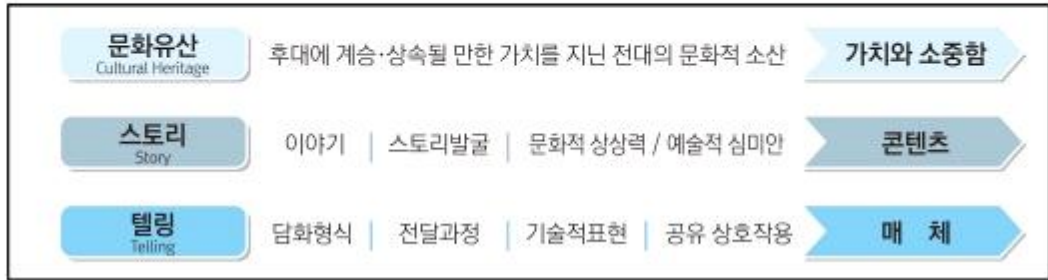 문화유산 후대에 계승·상속될 만한 가치를 지닌 전대의 문화적 소산 가치와 소중함
Cultural Heritage
스토리 이야기 | 스토리발굴 | 문화적 상상력 / 예술적 심미안 콘텐츠
Story
텔링 담화형식 | 전달과정 | 기술적표현 | 공유 상호작용 매 체
Telling